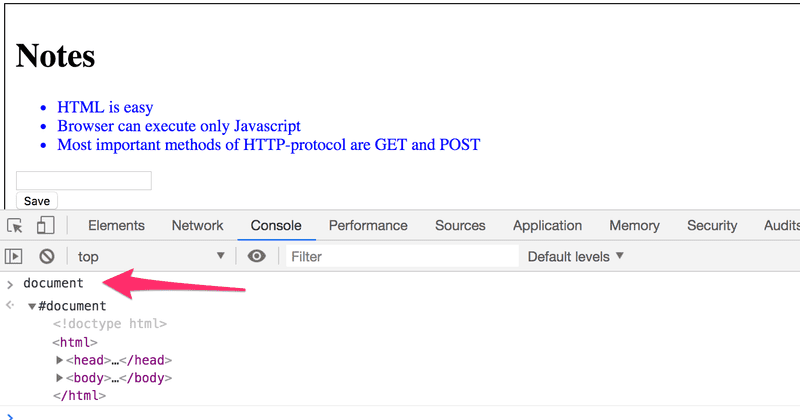 Notes
HTML is easy
Browser can execute only Javascript
Most important methods of HTTP-protocol are GET and POST
Save
Elements Network Console Performance Sources Application Memory Security Audits
top Filter Default levels
document
#document
<!doctype html>
<html>
<head>…</head>
<body>…</body>
</html>